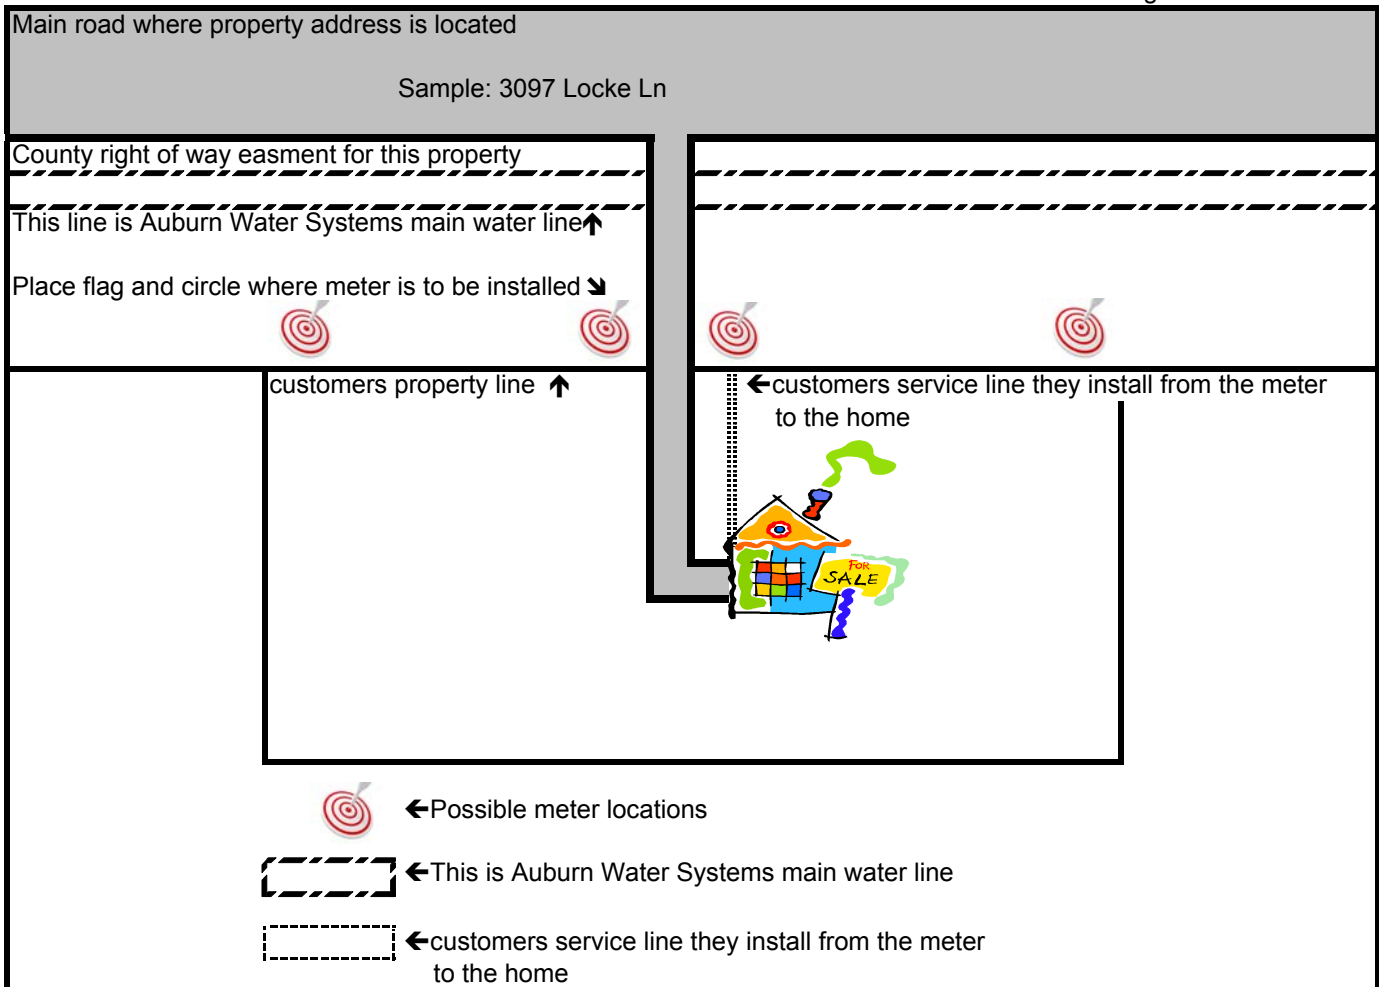 Main road where property address is located
Sample: 3097 Locke Ln
County right of way easment for this property
This line is Auburn Water Systems main water line↑
Place flag and circle where meter is to be installed ↘
customers property line ↑
←customers service line they install from the meter
to the home
FOR
SALE
←Possible meter locations
←This is Auburn Water Systems main water line
←customers service line they install from the meter
to the home